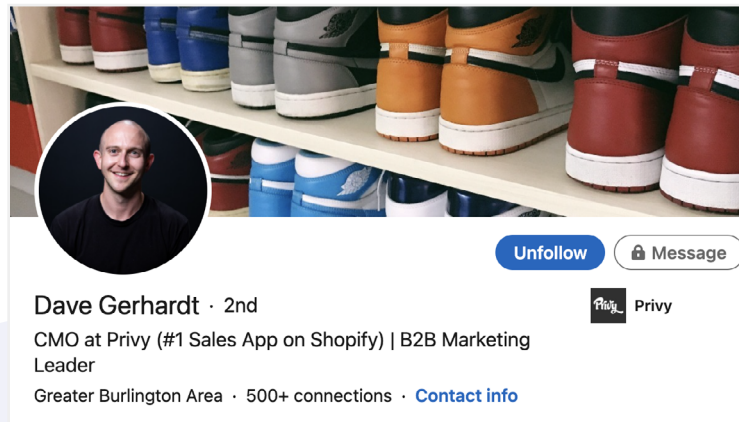 Unfollow
Message
Dave Gerhardt · 2nd
Privy Privy
CMO at Privy (#1 Sales App on Shopify) | B2B Marketing
Leader
Greater Burlington Area · 500+ connections · Contact info